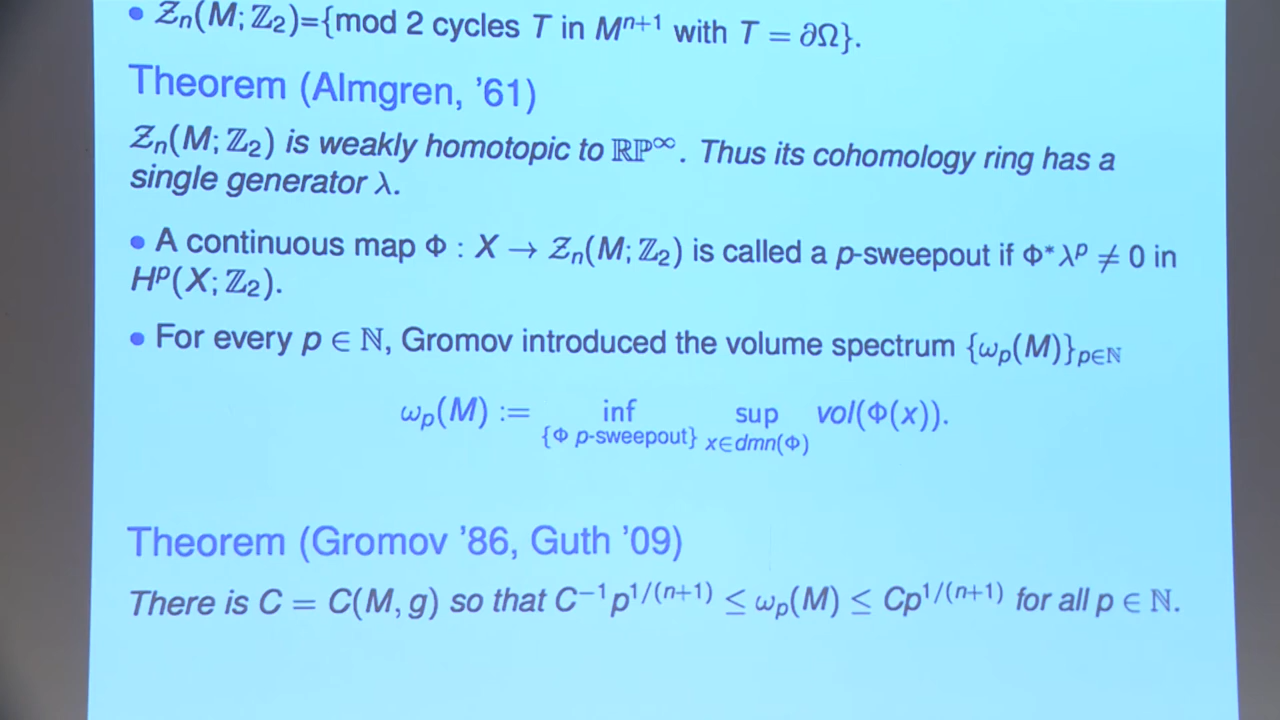 • 𝒵ₙ(M; ℤ₂)={mod 2 cycles T in Mⁿ⁺¹ with T = ∂Ω}.
Theorem (Almgren, ’61)
𝒵ₙ(M; ℤ₂) is weakly homotopic to ℝℙ^∞. Thus its cohomology ring has a
single generator λ.
• A continuous map Φ : X → 𝒵ₙ(M; ℤ₂) is called a p-sweepout if Φ*λᵖ ≠ 0 in
Hᵖ(X; ℤ₂).
• For every p ∈ ℕ, Gromov introduced the volume spectrum {ωₚ(M)}_{p∈ℕ}
ωₚ(M) := inf_{{Φ p-sweepout}} sup_{x∈dmn(Φ)} vol(Φ(x)).
Theorem (Gromov ’86, Guth ’09)
There is C = C(M, g) so that C⁻¹p^{1/(n+1)} ≤ ωₚ(M) ≤ Cp^{1/(n+1)} for all p ∈ ℕ.